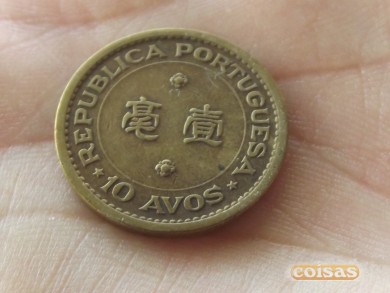 REPUBLICA PORTUGUESA
毫 壹
* 10 AVOS *
coisas